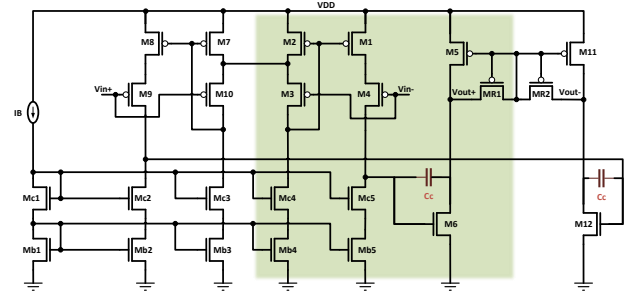 VDD
M8
M7
M2
M1
M5
M11
Vin+
M9
M10
M3
M4
Vin-
Vout+
MR1
MR2
Vout-
IB
Mc1
Mc2
Mc3
Mc4
Mc5
Cc
Cc
M6
M12
Mb1
Mb2
Mb3
Mb4
Mb5